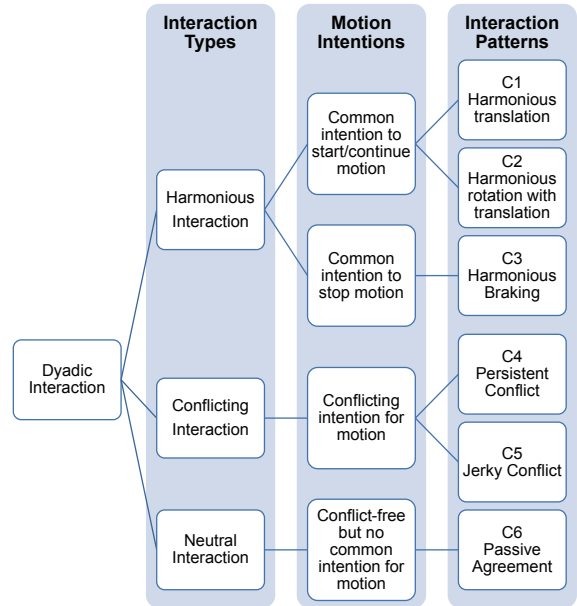 Interaction
Types
Motion
Intentions
Interaction
Patterns
Dyadic
Interaction
Harmonious
Interaction
Conflicting
Interaction
Neutral
Interaction
Common
intention to
start/continue
motion
Common
intention to
stop motion
Conflicting
intention for
motion
Conflict-free
but no
common
intention for
motion
C1
Harmonious
translation
C2
Harmonious
rotation with
translation
C3
Harmonious
Braking
C4
Persistent
Conflict
C5
Jerky Conflict
C6
Passive
Agreement